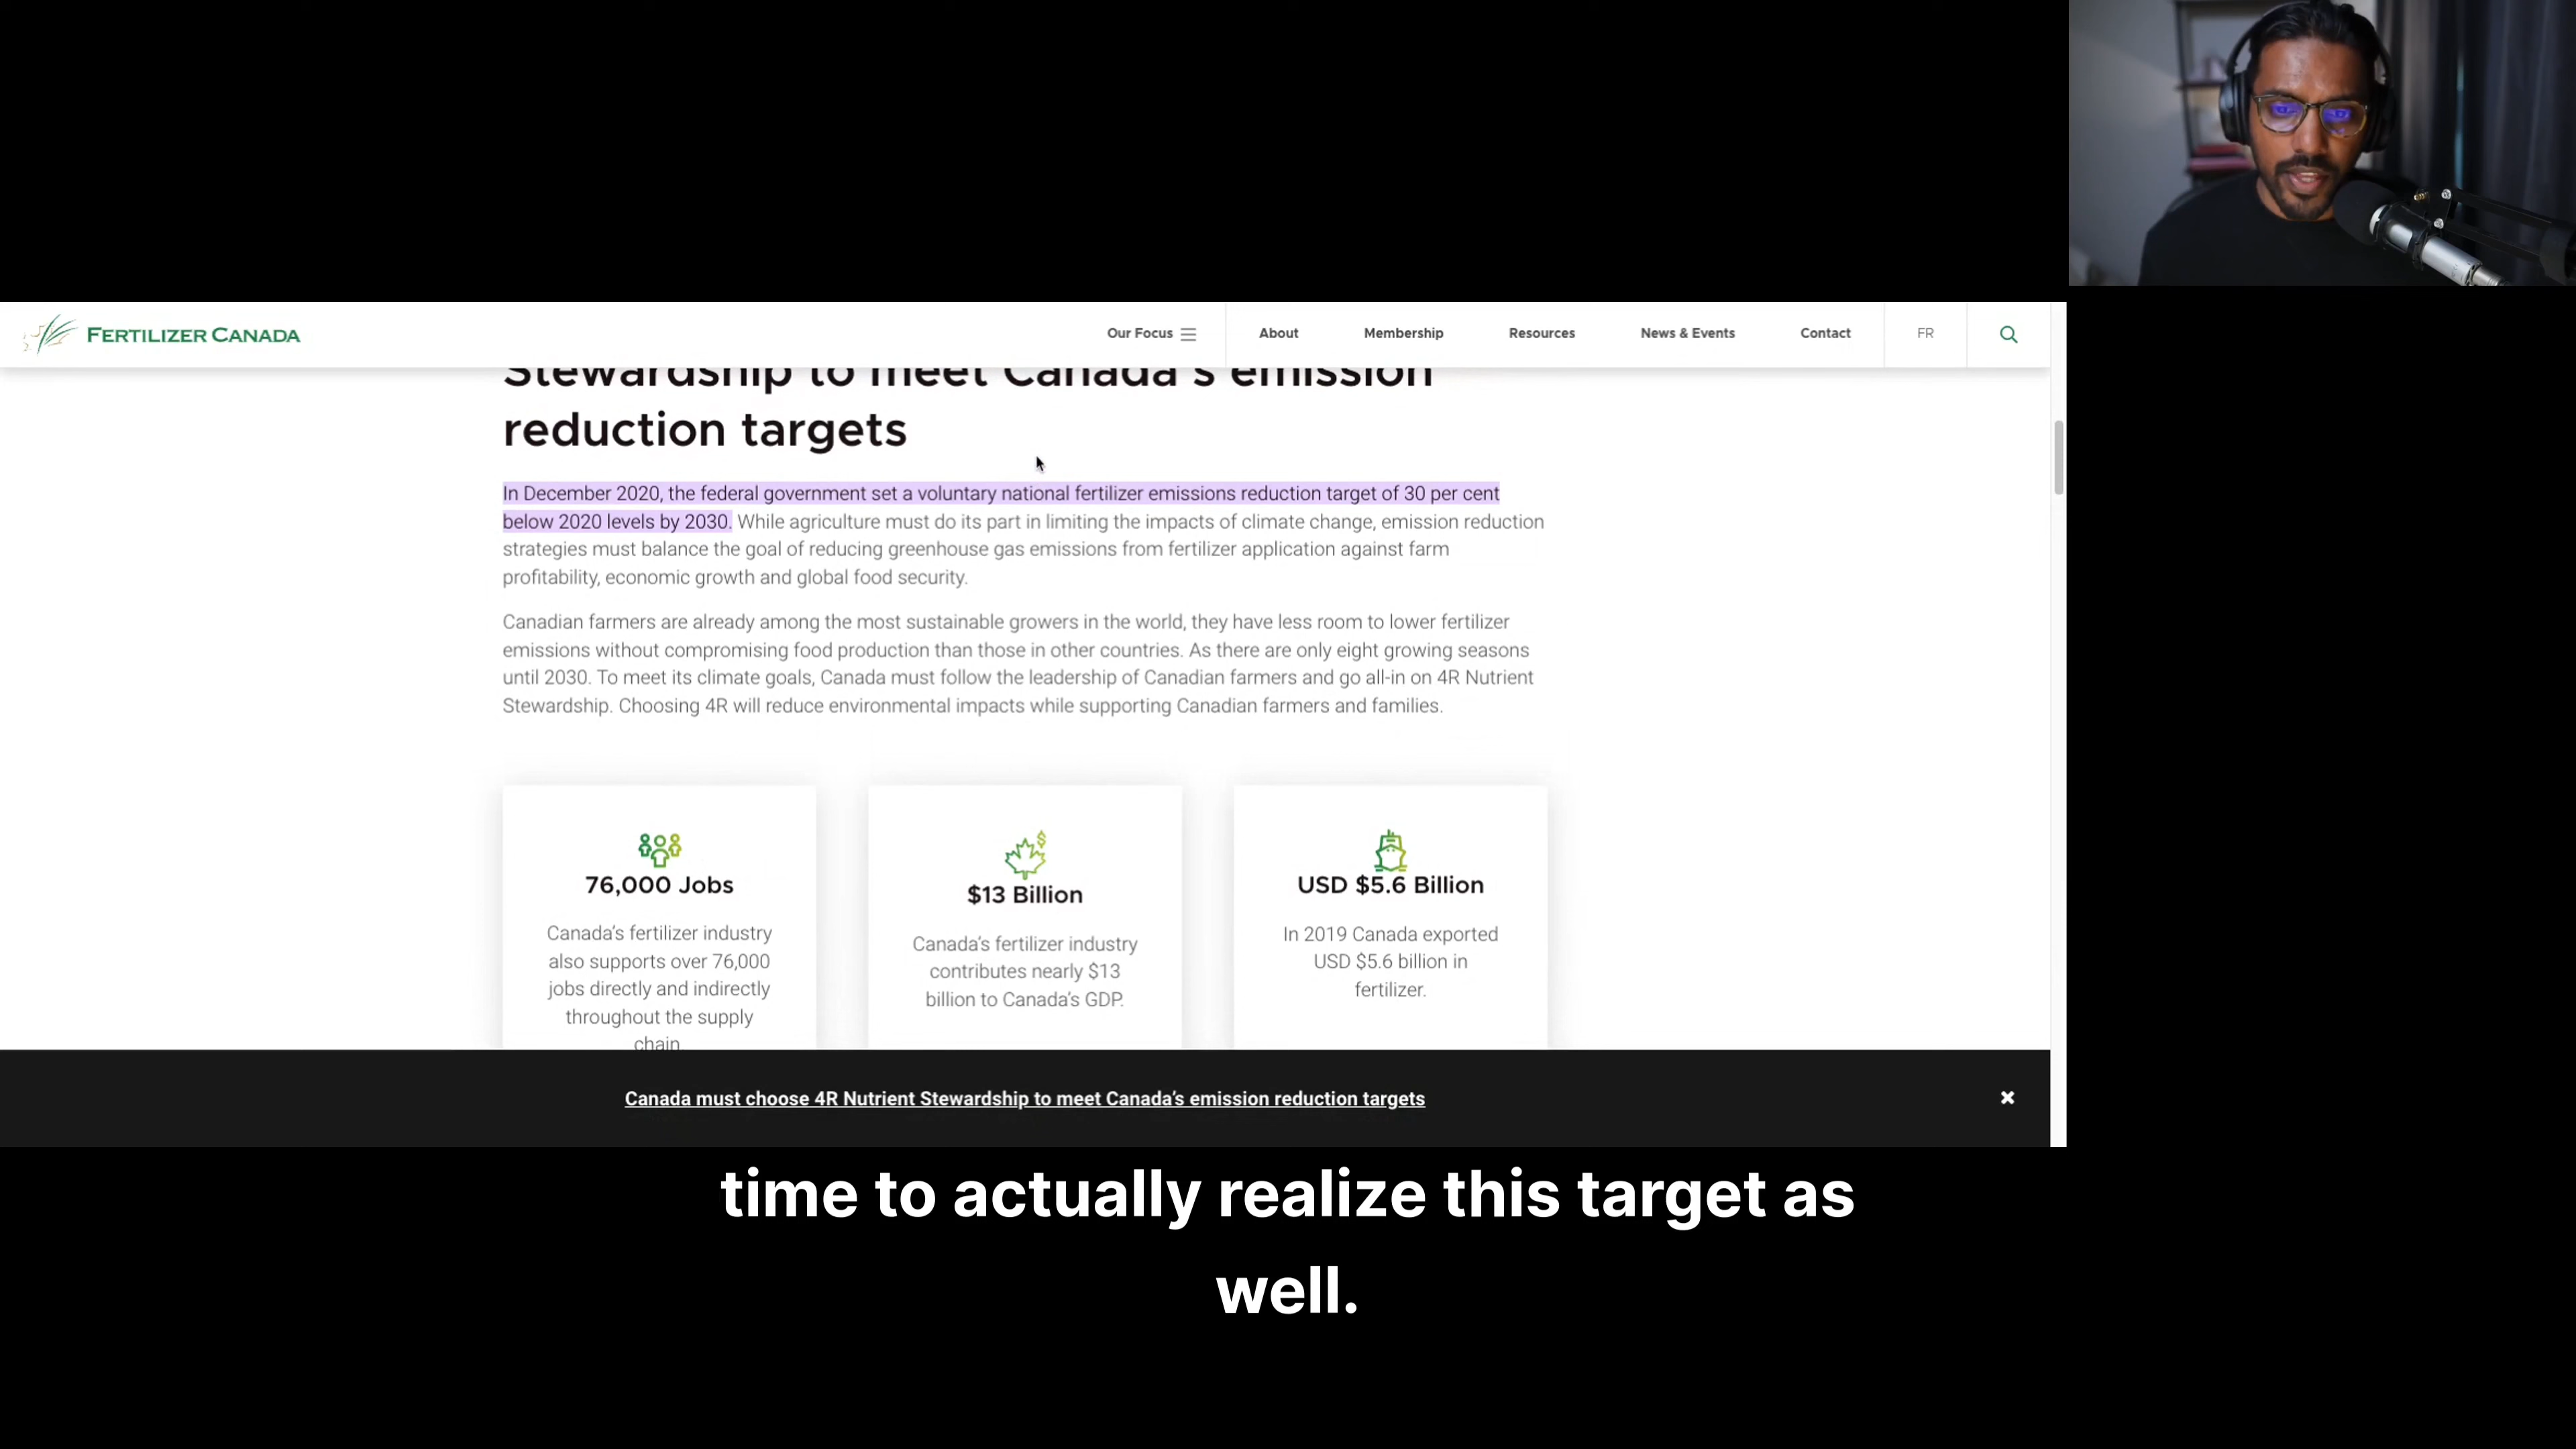 FERTILIZER CANADA
Our Focus
About
Membership
Resources
News & Events
Contact
FR
Stewardship to meet Canada's emission
reduction targets
In December 2020, the federal government set a voluntary national fertilizer emissions reduction target of 30 per cent
below 2020 levels by 2030. While agriculture must do its part in limiting the impacts of climate change, emission reduction
strategies must balance the goal of reducing greenhouse gas emissions from fertilizer application against farm
profitability, economic growth and global food security.
Canadian farmers are already among the most sustainable growers in the world, they have less room to lower fertilizer
emissions without compromising food production than those in other countries. As there are only eight growing seasons
until 2030. To meet its climate goals, Canada must follow the leadership of Canadian farmers and go all-in on 4R Nutrient
Stewardship. Choosing 4R will reduce environmental impacts while supporting Canadian farmers and families.
76,000 Jobs
Canada's fertilizer industry
also supports over 76,000
jobs directly and indirectly
throughout the supply
chain
$13 Billion
Canada's fertilizer industry
contributes nearly $13
billion to Canada's GDP.
USD $5.6 Billion
In 2019 Canada exported
USD $5.6 billion in
fertilizer.
Canada must choose 4R Nutrient Stewardship to meet Canada's emission reduction targets
time to actually realize this target as
well.